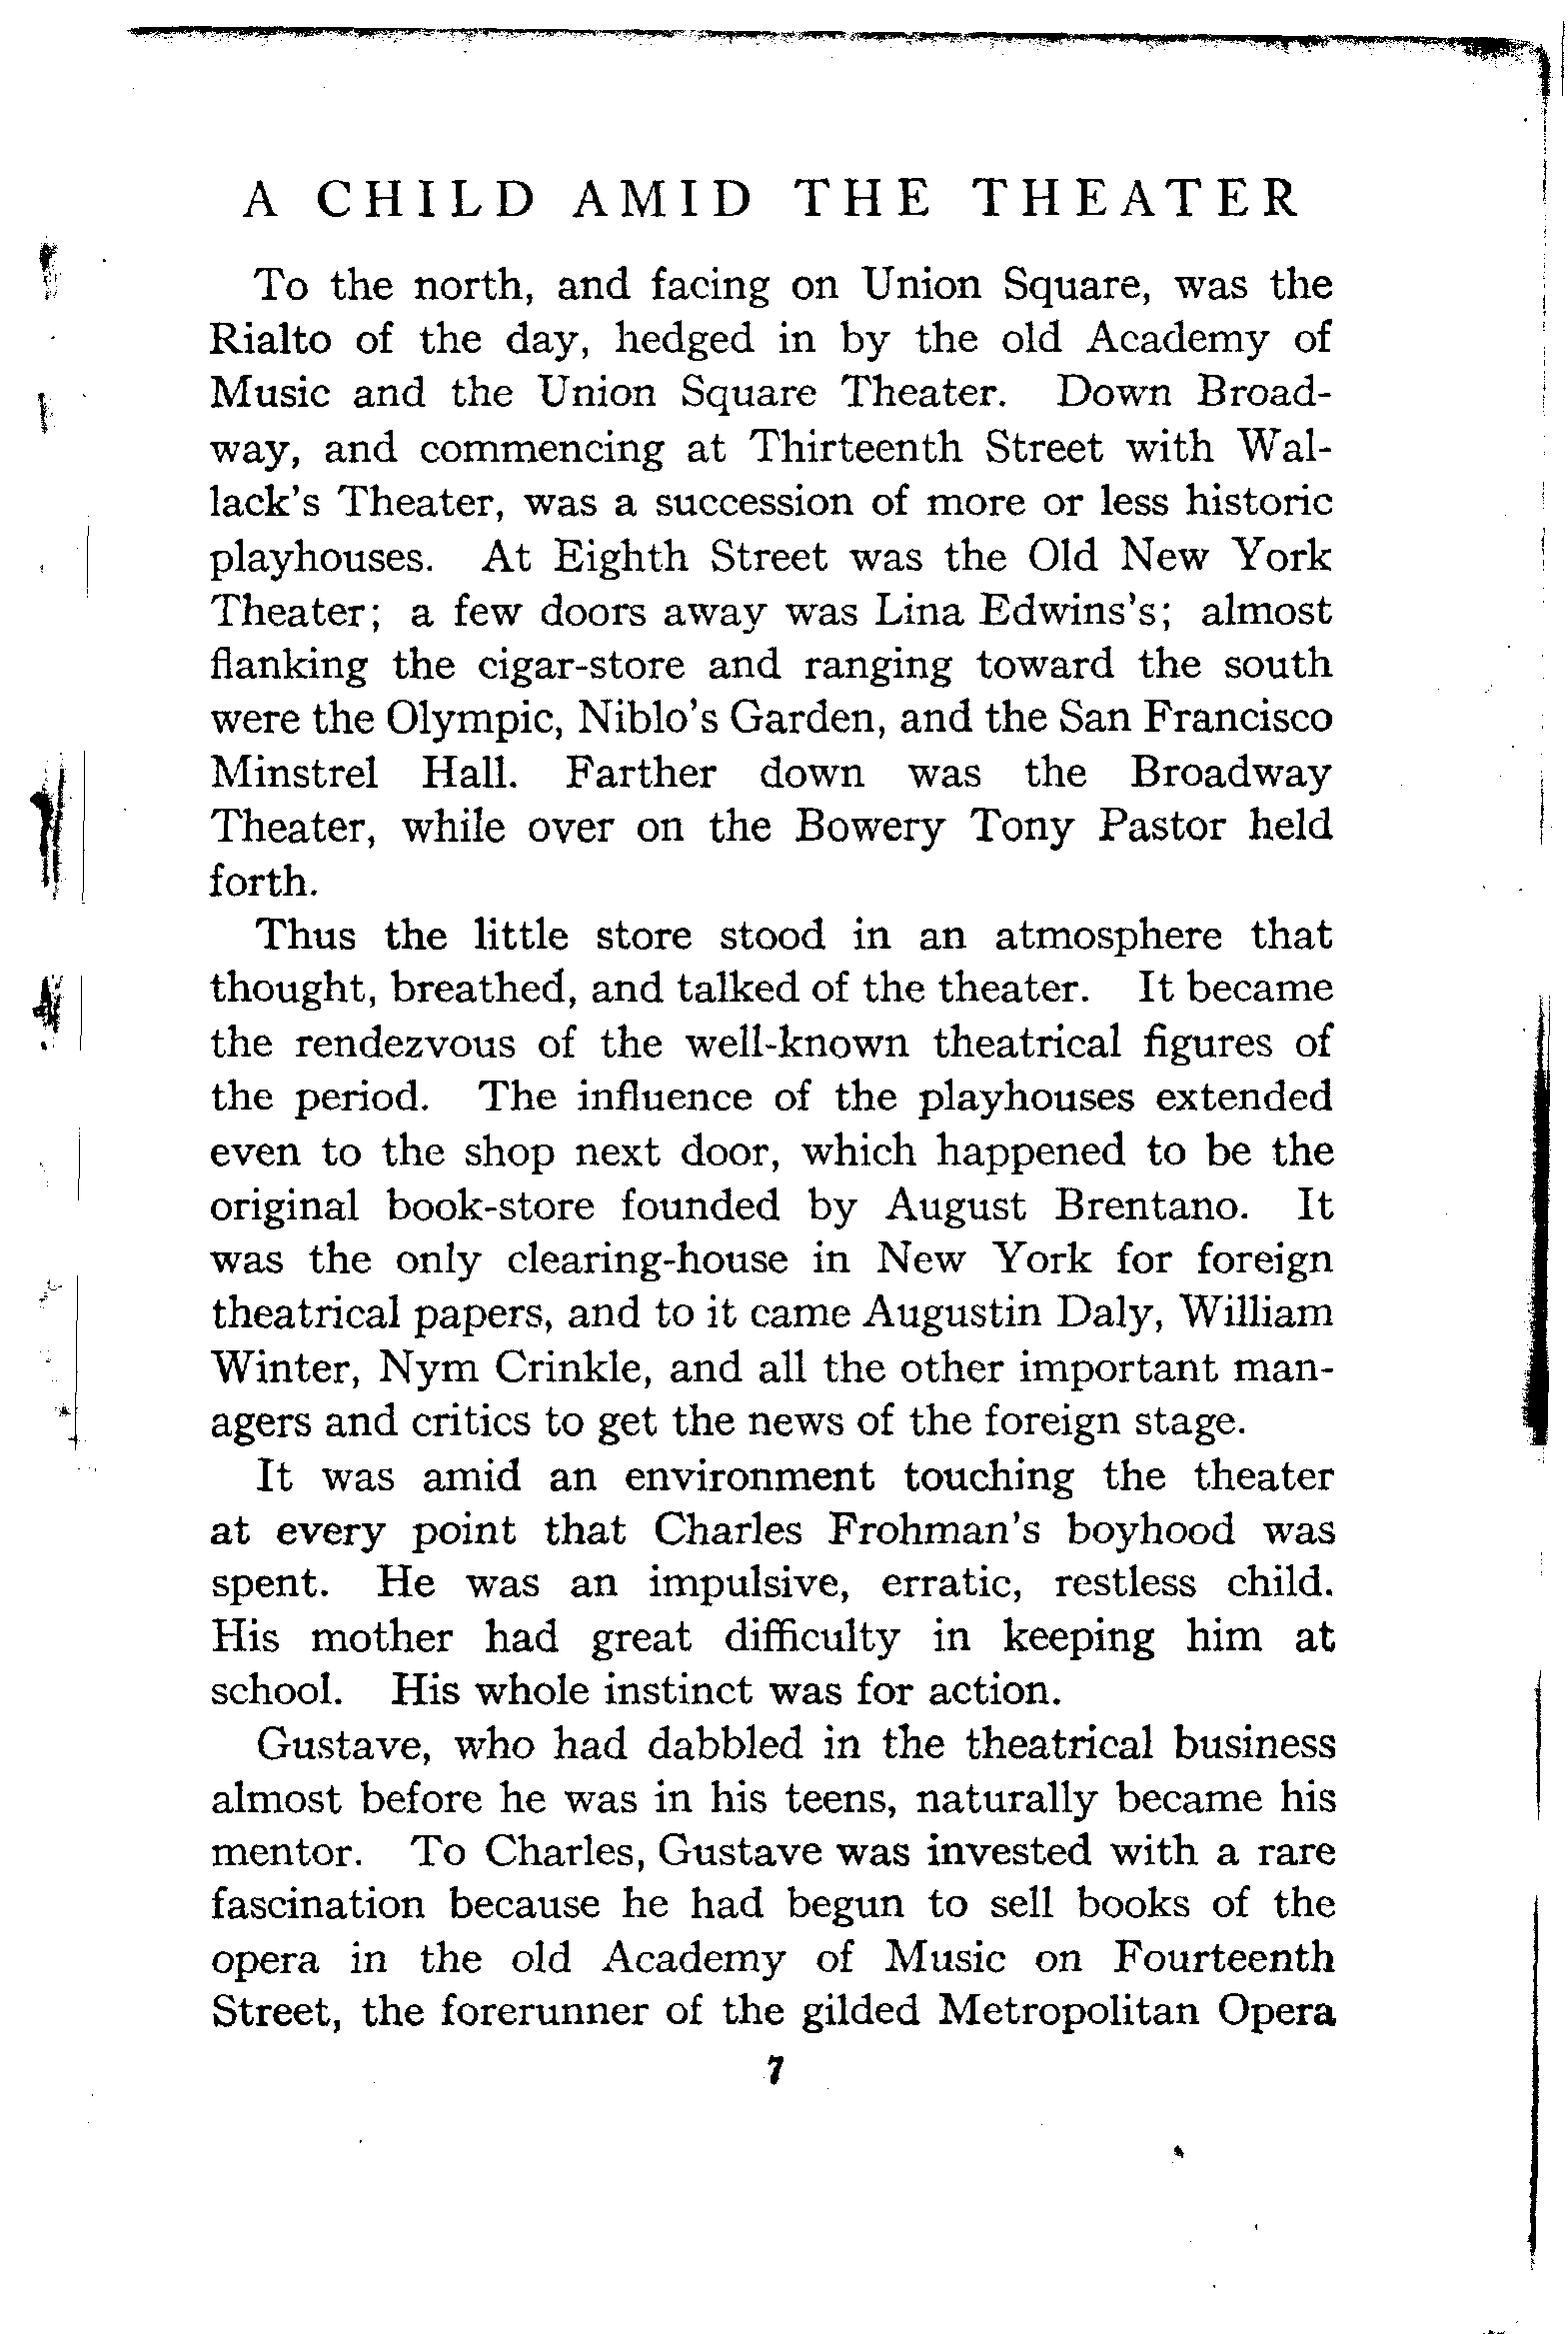 A CHILD AMID THE THEATER
To the north, and facing on Union Square, was the
Rialto of the day, hedged in by the old Academy of
Music and the Union Square Theater. Down Broad-
way, and commencing at Thirteenth Street with Wal-
lack's Theater, was a succession of more or less historic
playhouses. At Eighth Street was the Old New York
Theater; a few doors away was Lina Edwins's; almost
flanking the cigar-store and ranging toward the south
were the Olympic, Niblo's Garden, and the San Francisco
Minstrel Hall. Farther down was the Broadway
Theater, while over on the Bowery Tony Pastor held
forth.
Thus the little store stood in an atmosphere that
thought, breathed, and talked of the theater. It became
the rendezvous of the well-known theatrical figures of
the period. The influence of the playhouses extended
even to the shop next door, which happened to be the
original book-store founded by August Brentano. It
was the only clearing-house in New York for foreign
theatrical papers, and to it came Augustin Daly, William
Winter, Nym Crinkle, and all the other important man-
agers and critics to get the news of the foreign stage.
It was amid an environment touching the theater
at every point that Charles Frohman's boyhood was
spent. He was an impulsive, erratic, restless child.
His mother had great difficulty in keeping him at
school. His whole instinct was for action.
Gustave, who had dabbled in the theatrical business
almost before he was in his teens, naturally became his
mentor. To Charles, Gustave was invested with a rare
fascination because he had begun to sell books of the
opera in the old Academy of Music on Fourteenth
Street, the forerunner of the gilded Metropolitan Opera
7